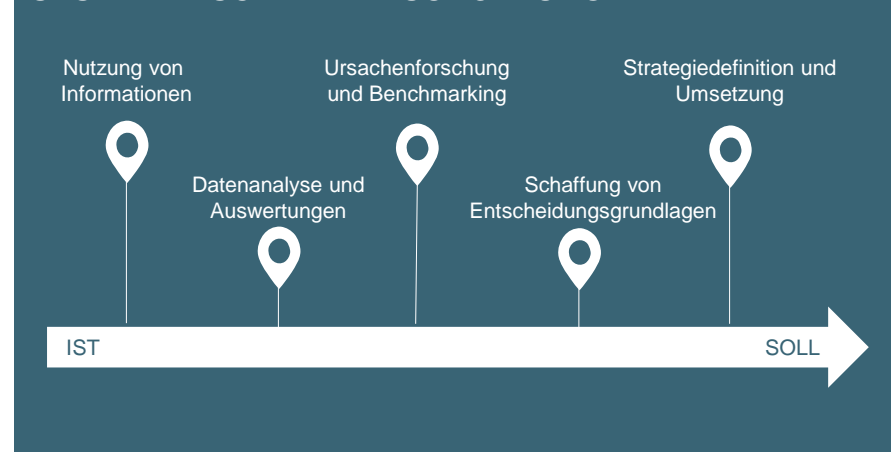 Nutzung von
Informationen
Datenanalyse und
Auswertungen
Ursachenforschung
und Benchmarking
Schaffung von
Entscheidungsgrundlagen
Strategiedefinition und
Umsetzung
IST
SOLL